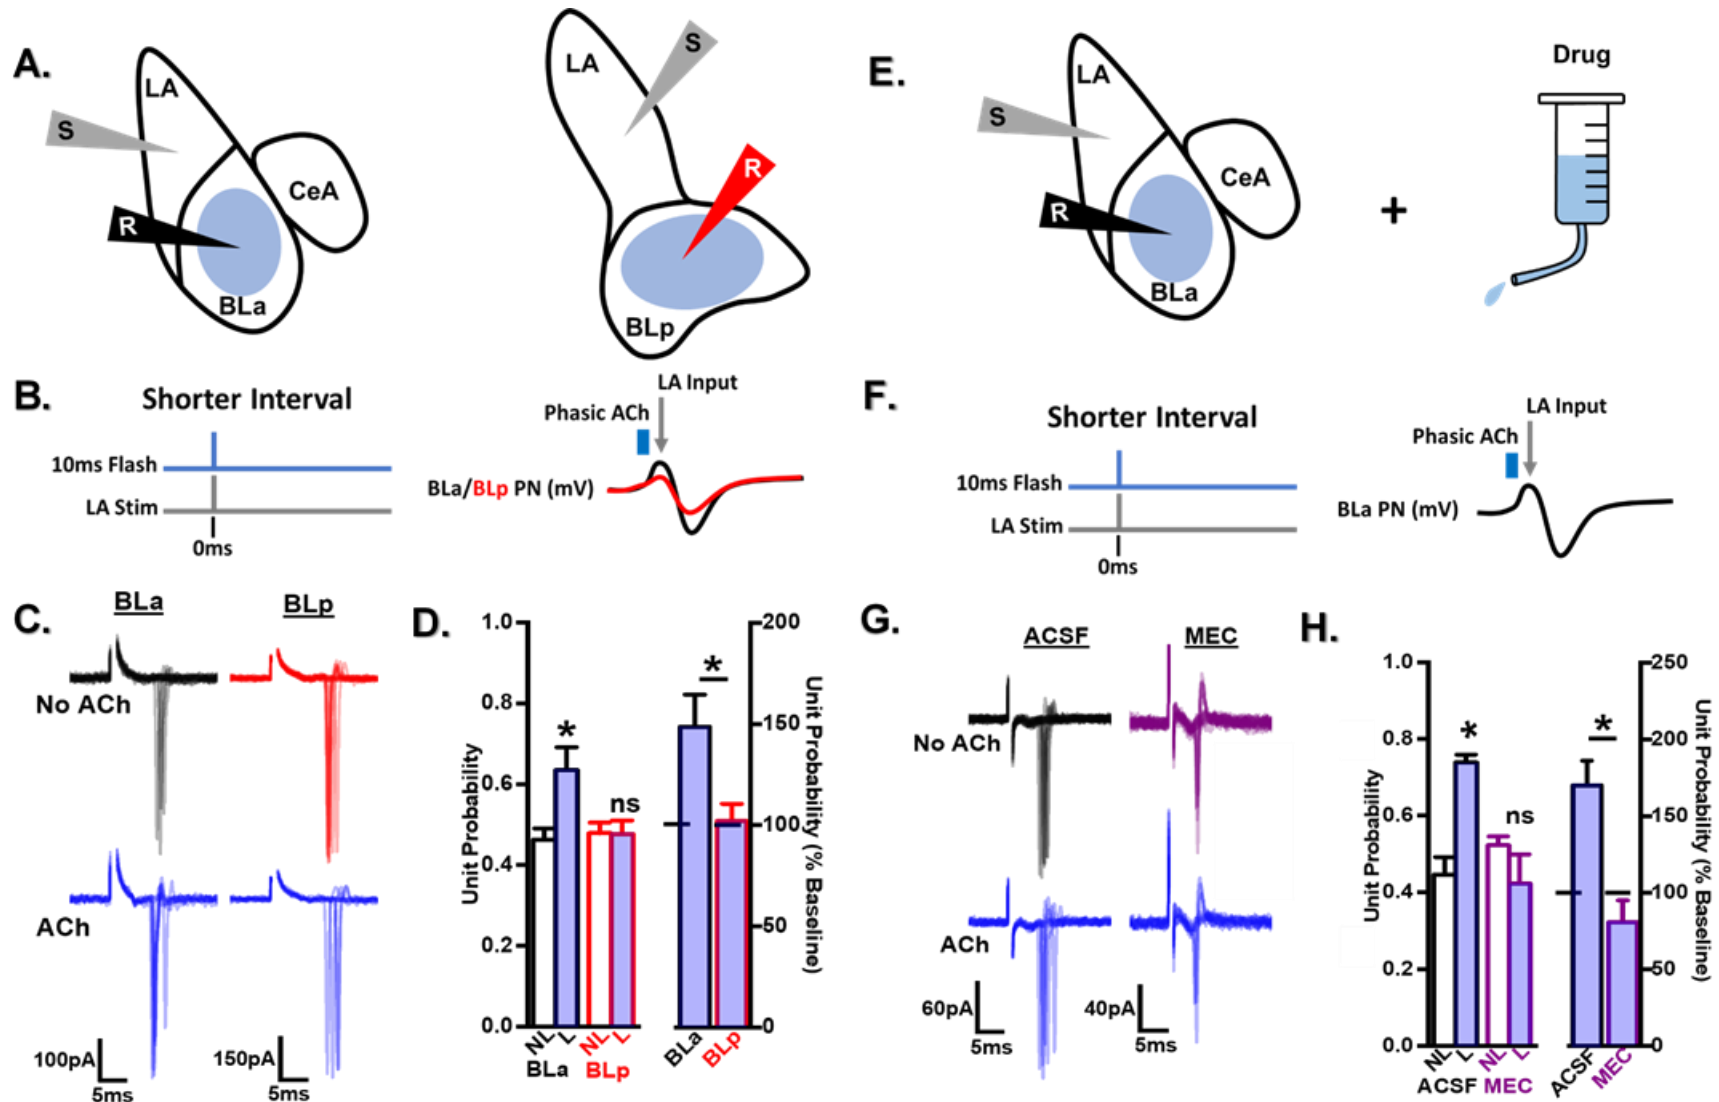 A.
LA
S
R
CeA
BLa
LA
S
R
BLp
B.
Shorter Interval
10ms Flash
LA Stim
0ms
LA Input
Phasic ACh
BLa/BLp PN (mV)
C.
BLa
BLp
No ACh
ACh
100pA
5ms
150pA
5ms
D.
Unit Probability
1.0
0.8
0.6
0.4
0.2
0.0
*
ns
NL
L
NL
L
BLa
BLp
*
200
150
100
50
0
Unit Probability (% Baseline)
BLa
BLp
E.
LA
S
R
CeA
BLa
+
Drug
F.
Shorter Interval
10ms Flash
LA Stim
0ms
LA Input
Phasic ACh
BLa PN (mV)
G.
ACSF
MEC
No ACh
ACh
60pA
5ms
40pA
5ms
H.
Unit Probability
1.0
0.8
0.6
0.4
0.2
0.0
*
ns
NL
L
NL
L
ACSF
MEC
*
250
200
150
100
50
0
Unit Probability (% Baseline)
ACSF
MEC